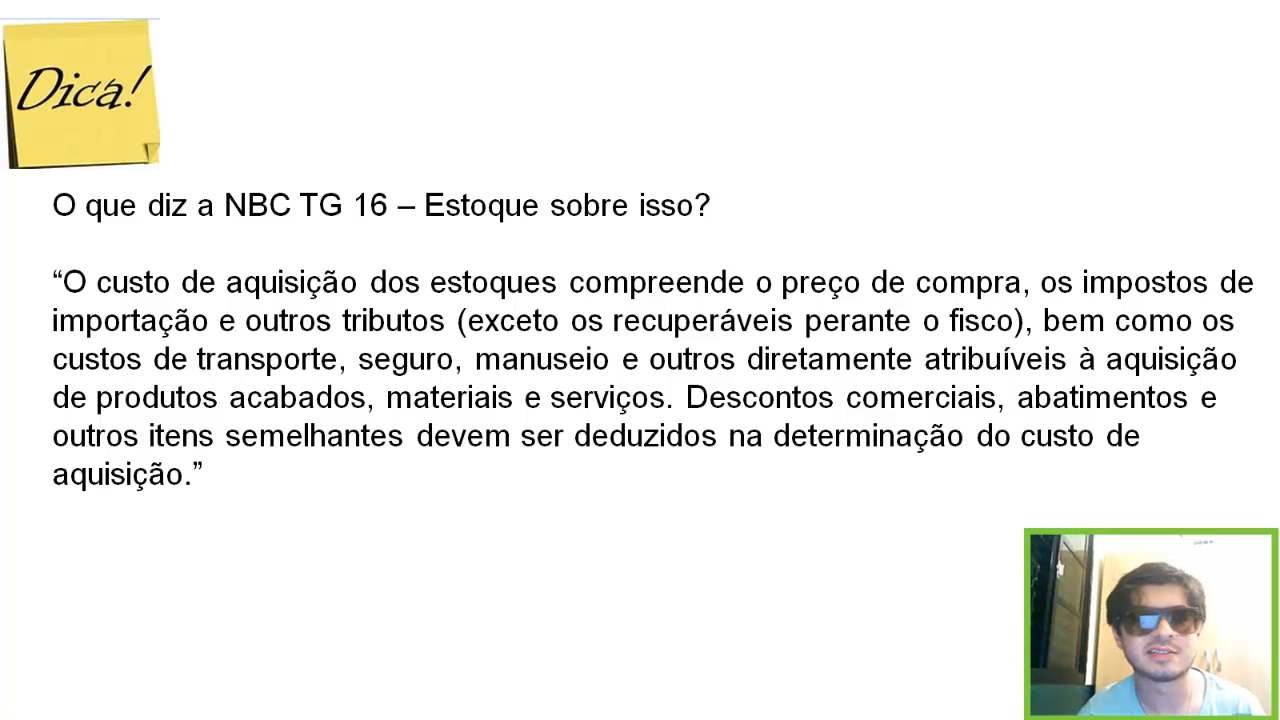 Dica!
O que diz a NBC TG 16 – Estoque sobre isso?
“O custo de aquisição dos estoques compreende o preço de compra, os impostos de
importação e outros tributos (exceto os recuperáveis perante o fisco), bem como os
custos de transporte, seguro, manuseio e outros diretamente atribuíveis à aquisição
de produtos acabados, materiais e serviços. Descontos comerciais, abatimentos e
outros itens semelhantes devem ser deduzidos na determinação do custo de
aquisição.”